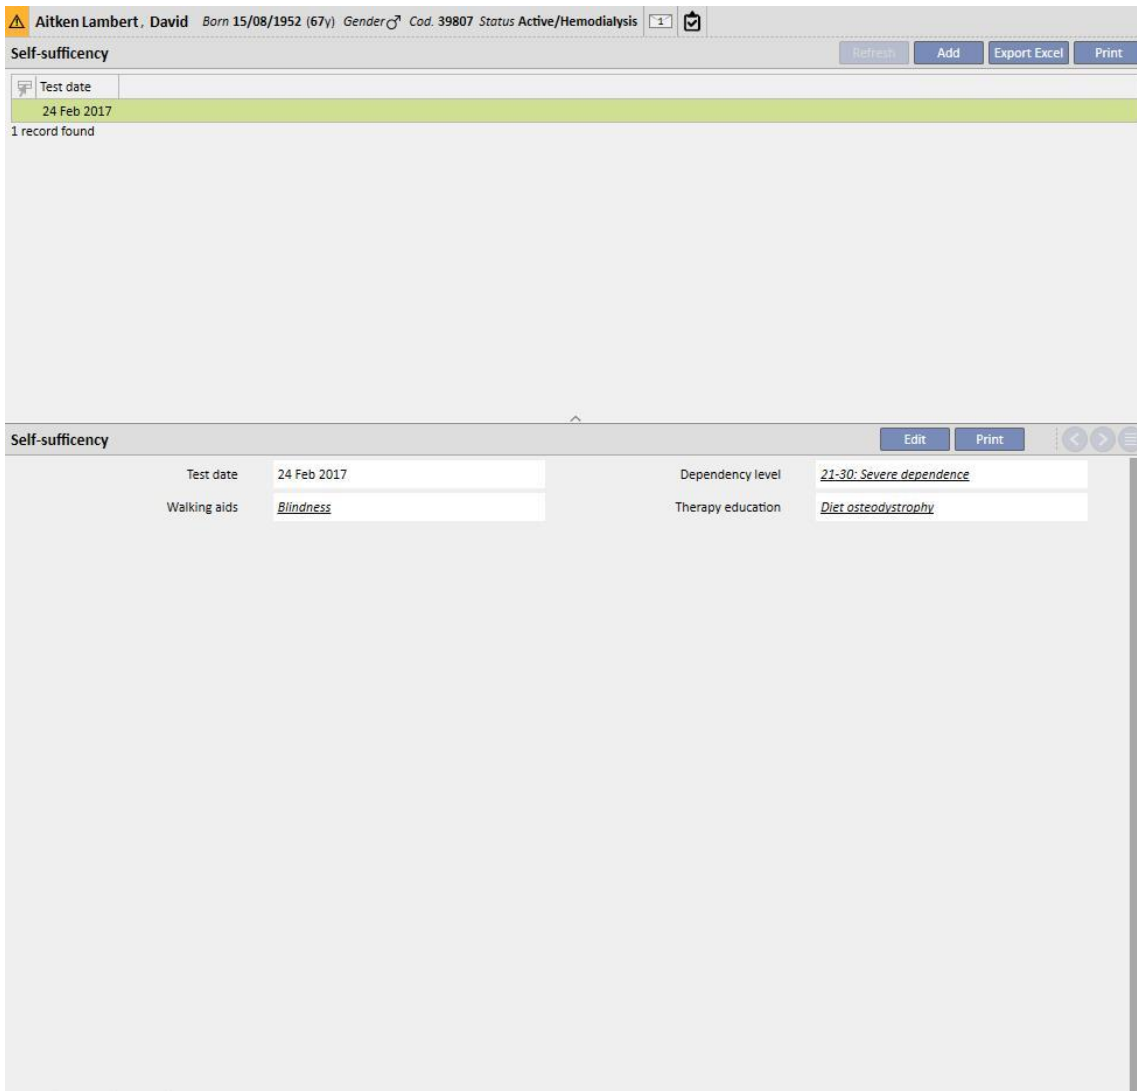 Aitken Lambert, David Born 15/08/1952 (67y) Gender♂ Cod. 39807 Status Active/Hemodialysis 1
Self-sufficency Refresh Add Export Excel Print
Test date
24 Feb 2017
1 record found
Self-sufficency Edit Print
Test date 24 Feb 2017 Dependency level 21-30: Severe dependence
Walking aids Blindness Therapy education Diet osteodystrophy